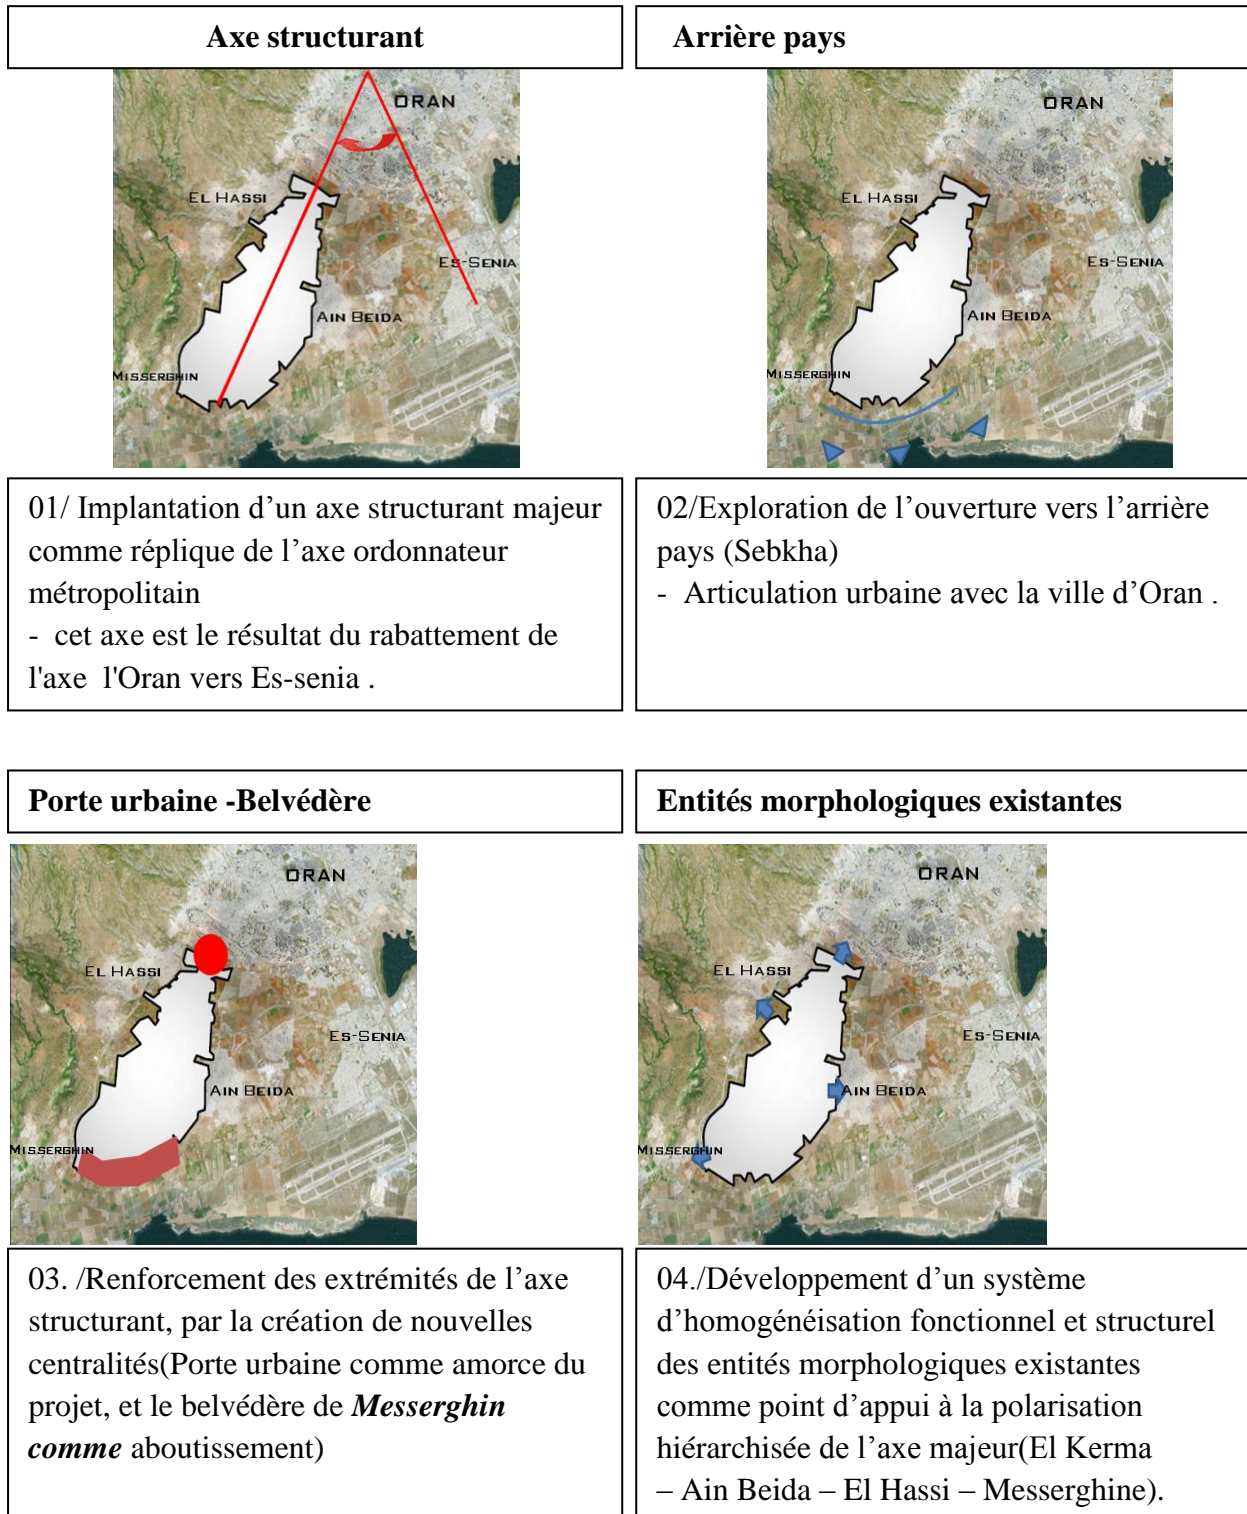 Axe structurant
ORAN
EL HASSI
ES-SENIA
AIN BEIDA
MISSERGHIN
01/ Implantation d’un axe structurant majeur
comme réplique de l’axe ordonnateur
métropolitain
- cet axe est le résultat du rabattement de
l'axe l'Oran vers Es-senia .
Arrière pays
ORAN
EL HASSI
ES-SENIA
AIN BEIDA
MISSERGHIN
02/Exploration de l’ouverture vers l’arrière
pays (Sebkha)
- Articulation urbaine avec la ville d’Oran .
Porte urbaine -Belvédère
ORAN
EL HASSI
ES-SENIA
AIN BEIDA
MISSERGHIN
03. /Renforcement des extrémités de l’axe
structurant, par la création de nouvelles
centralités(Porte urbaine comme amorce du
projet, et le belvédère de Messerghin
comme aboutissement)
Entités morphologiques existantes
ORAN
EL HASSI
ES-SENIA
AIN BEIDA
MISSERGHIN
04./Développement d’un système
d’homogénéisation fonctionnel et structurel
des entités morphologiques existantes
comme point d’appui à la polarisation
hiérarchisée de l’axe majeur(El Kerma
– Ain Beida – El Hassi – Messerghine).